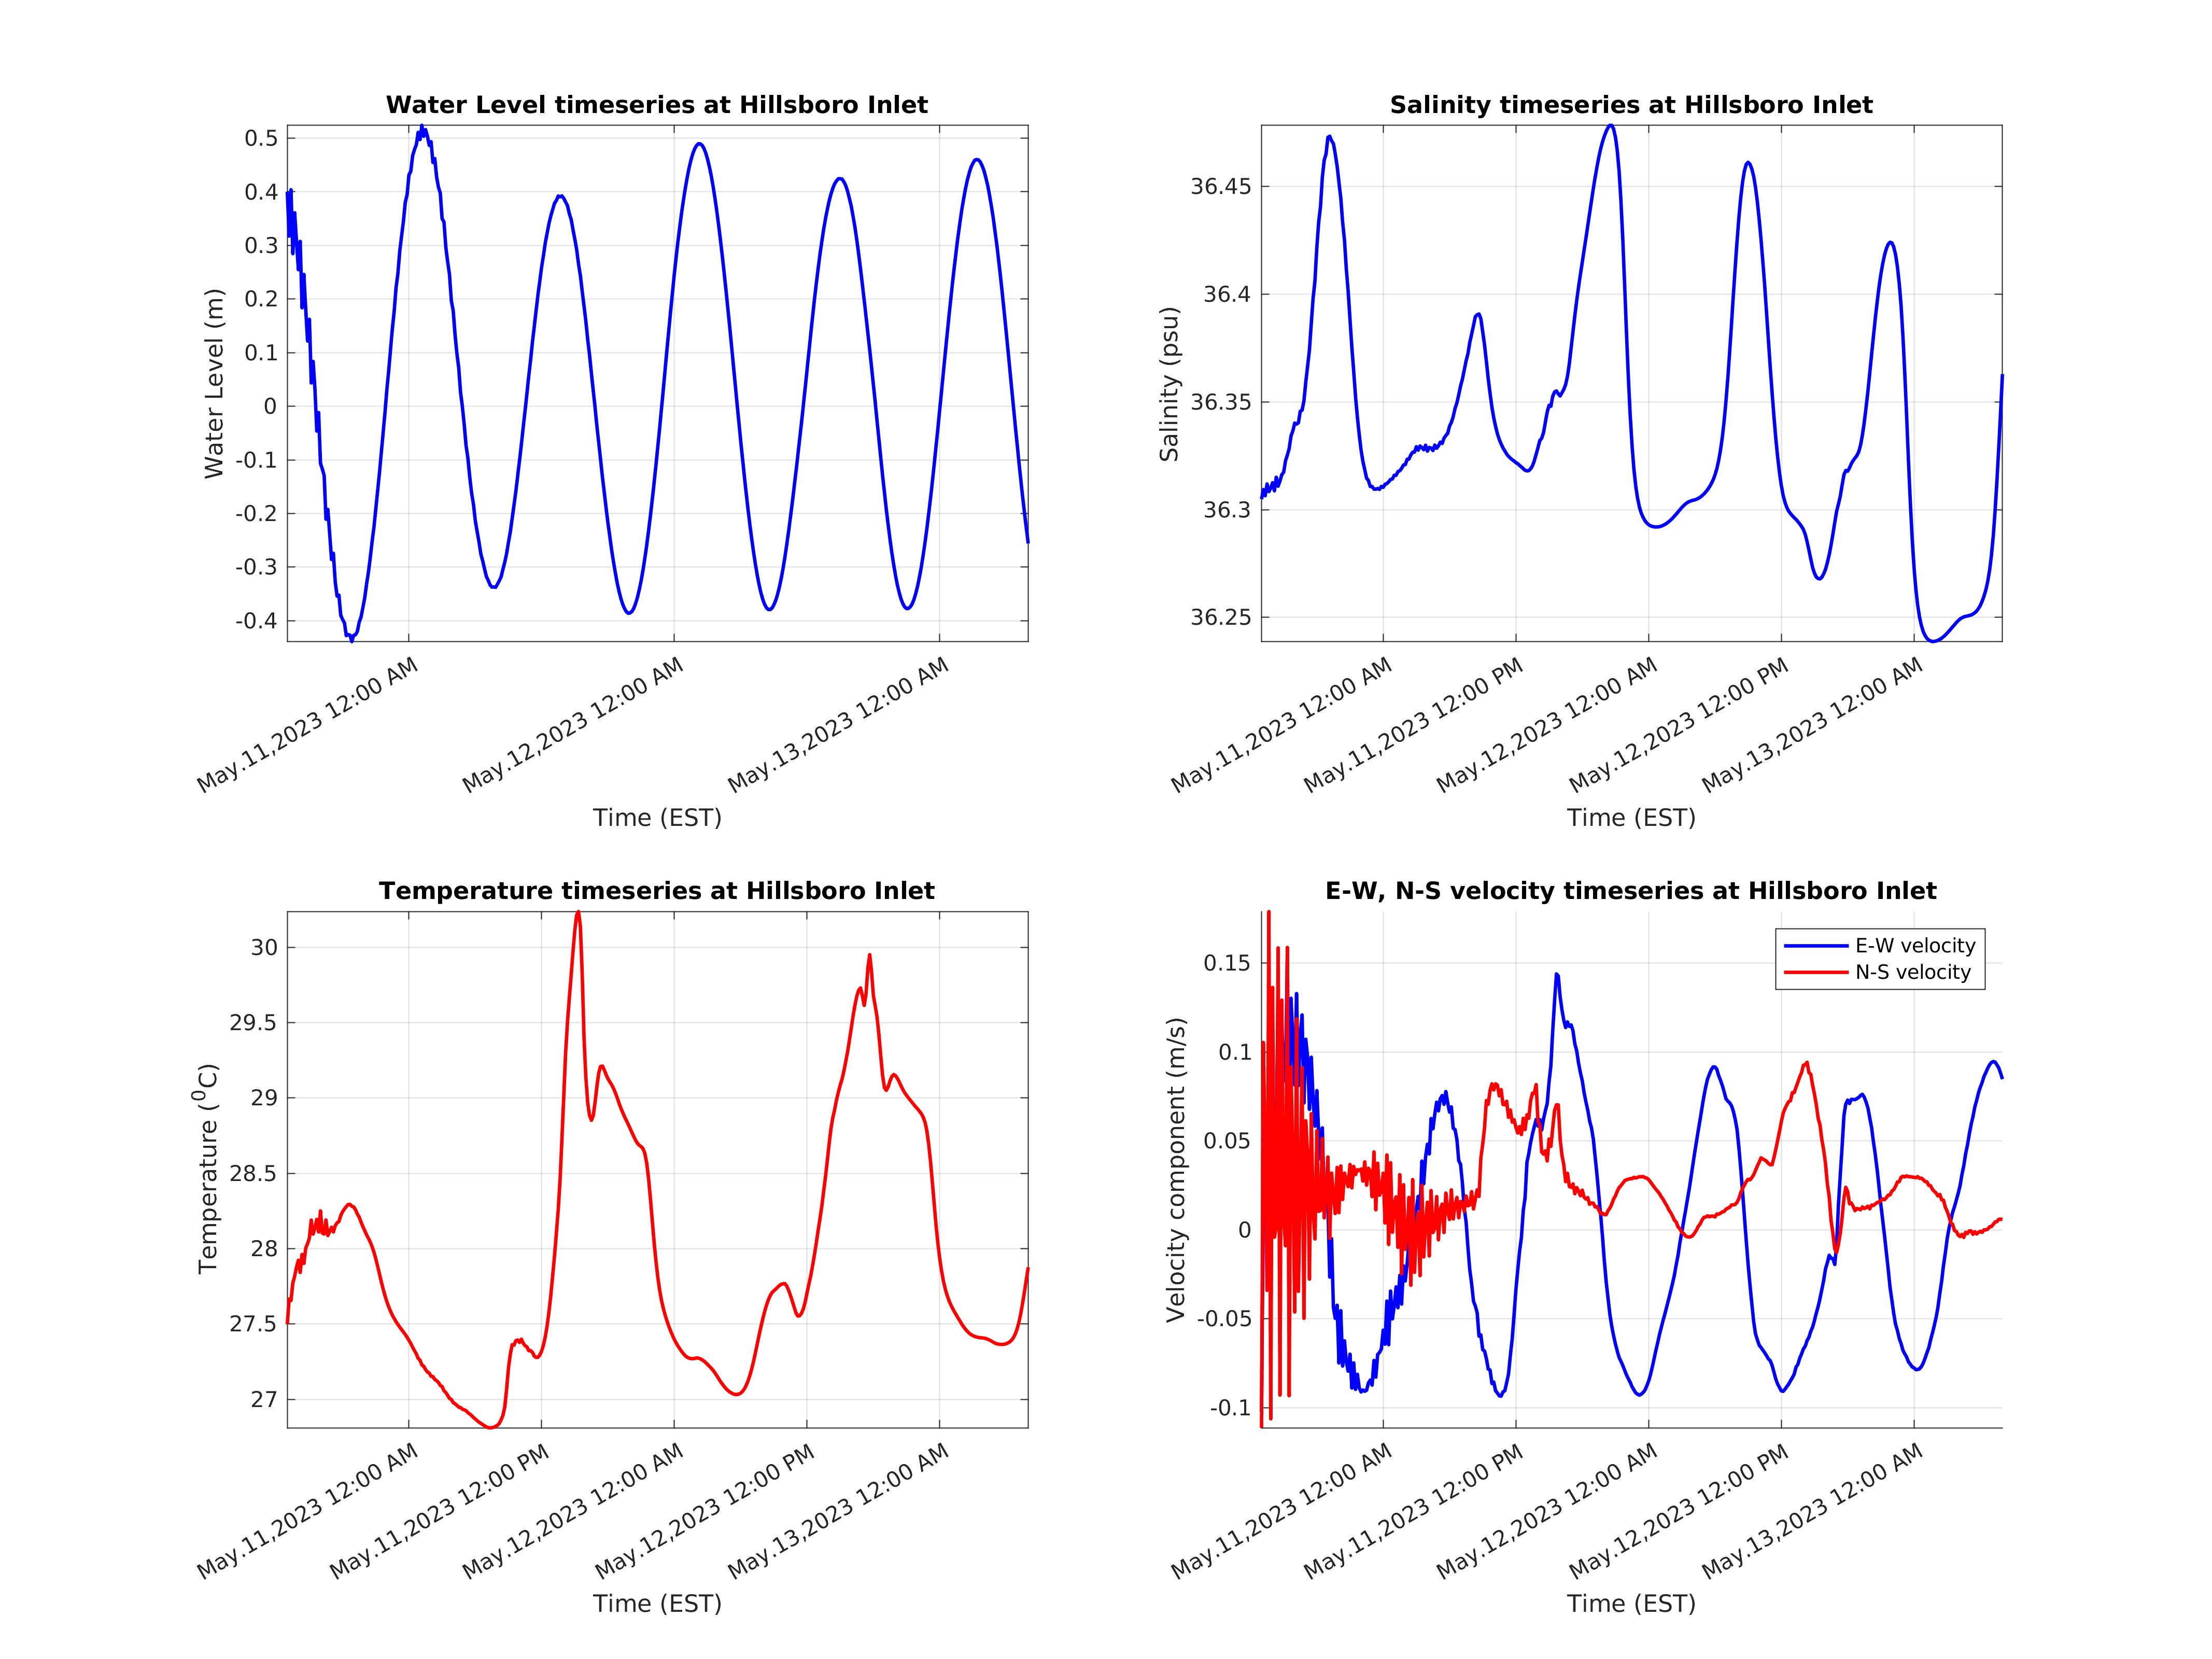 Water Level timeseries at Hillsboro Inlet
Water Level (m)
0.5
0.4
0.3
0.2
0.1
0
-0.1
-0.2
-0.3
-0.4
May.11,2023 12:00 AM
May.12,2023 12:00 AM
May.13,2023 12:00 AM
Time (EST)
Salinity timeseries at Hillsboro Inlet
Salinity (psu)
36.45
36.4
36.35
36.3
36.25
May.11,2023 12:00 AM
May.11,2023 12:00 PM
May.12,2023 12:00 AM
May.12,2023 12:00 PM
May.13,2023 12:00 AM
Time (EST)
Temperature timeseries at Hillsboro Inlet
Temperature (⁰C)
30
29.5
29
28.5
28
27.5
27
May.11,2023 12:00 AM
May.11,2023 12:00 PM
May.12,2023 12:00 AM
May.12,2023 12:00 PM
May.13,2023 12:00 AM
Time (EST)
E-W, N-S velocity timeseries at Hillsboro Inlet
Velocity component (m/s)
0.15
0.1
0.05
0
-0.05
-0.1
E-W velocity
N-S velocity
May.11,2023 12:00 AM
May.11,2023 12:00 PM
May.12,2023 12:00 AM
May.12,2023 12:00 PM
May.13,2023 12:00 AM
Time (EST)